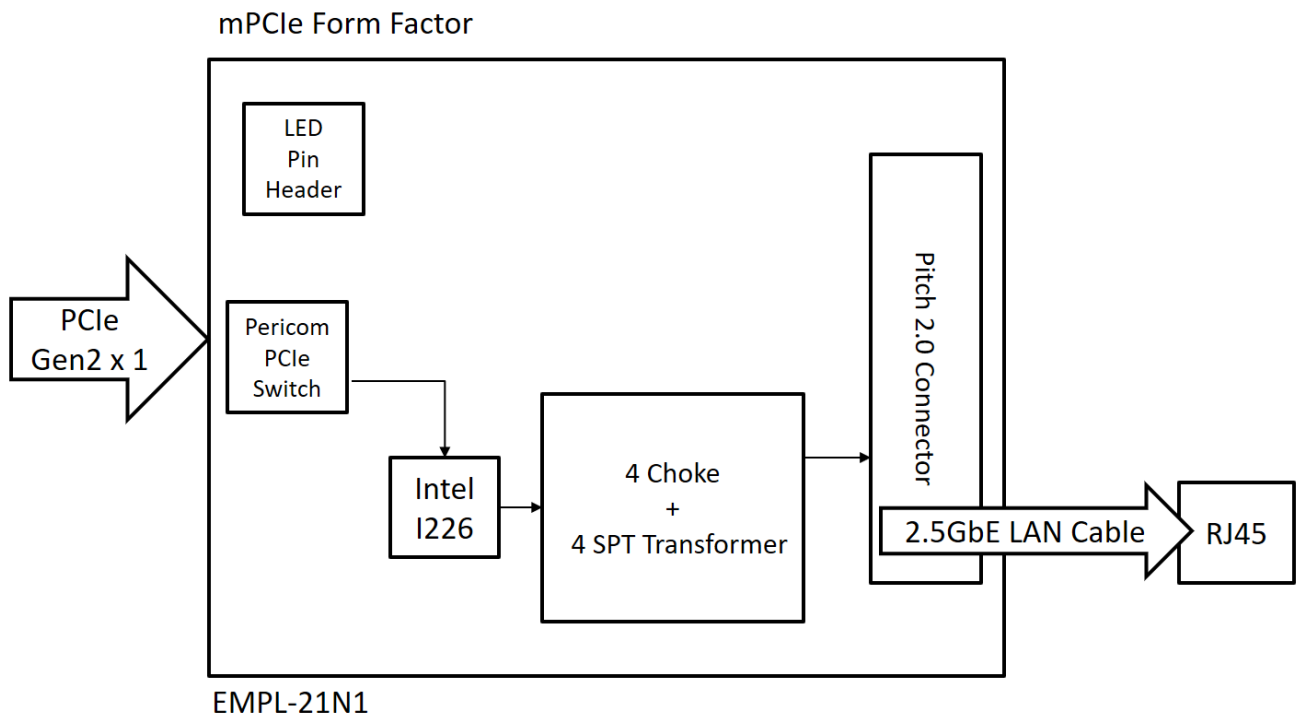 mPCIe Form Factor
LED
Pin
Header
PCIe
Gen2 x 1
Pericom
PCIe
Switch
Intel
I226
4 Choke
+
4 SPT Transformer
Pitch 2.0 Connector
2.5GbE LAN Cable
RJ45
EMPL-21N1